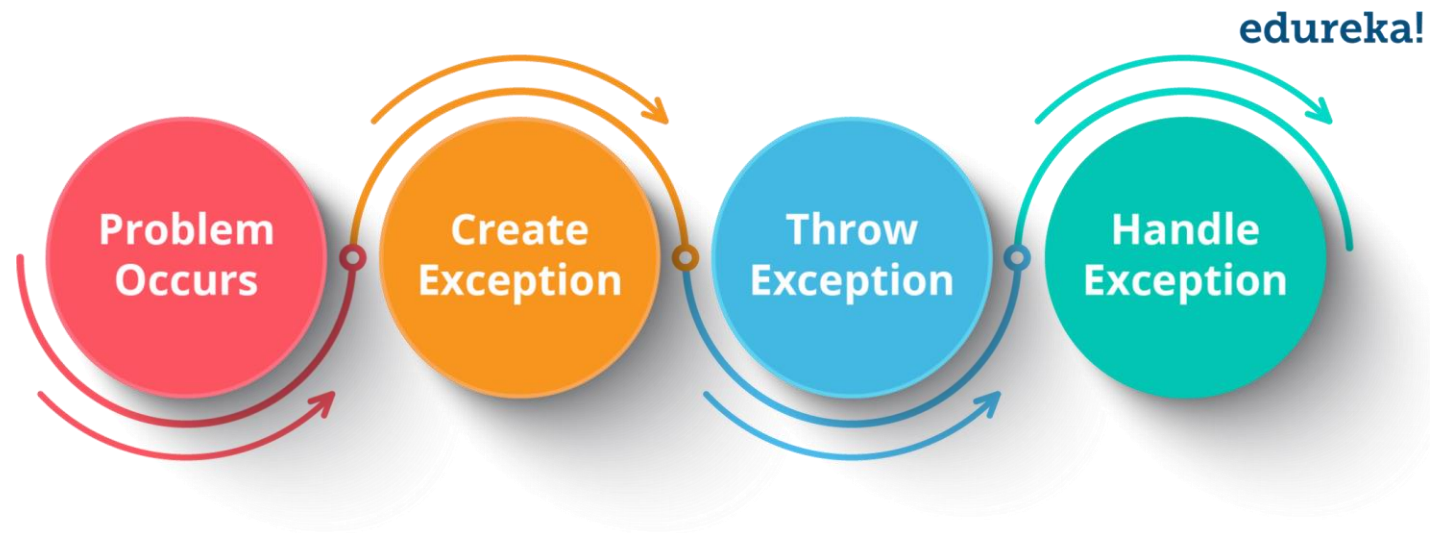 edureka!
Problem
Occurs
Create
Exception
Throw
Exception
Handle
Exception